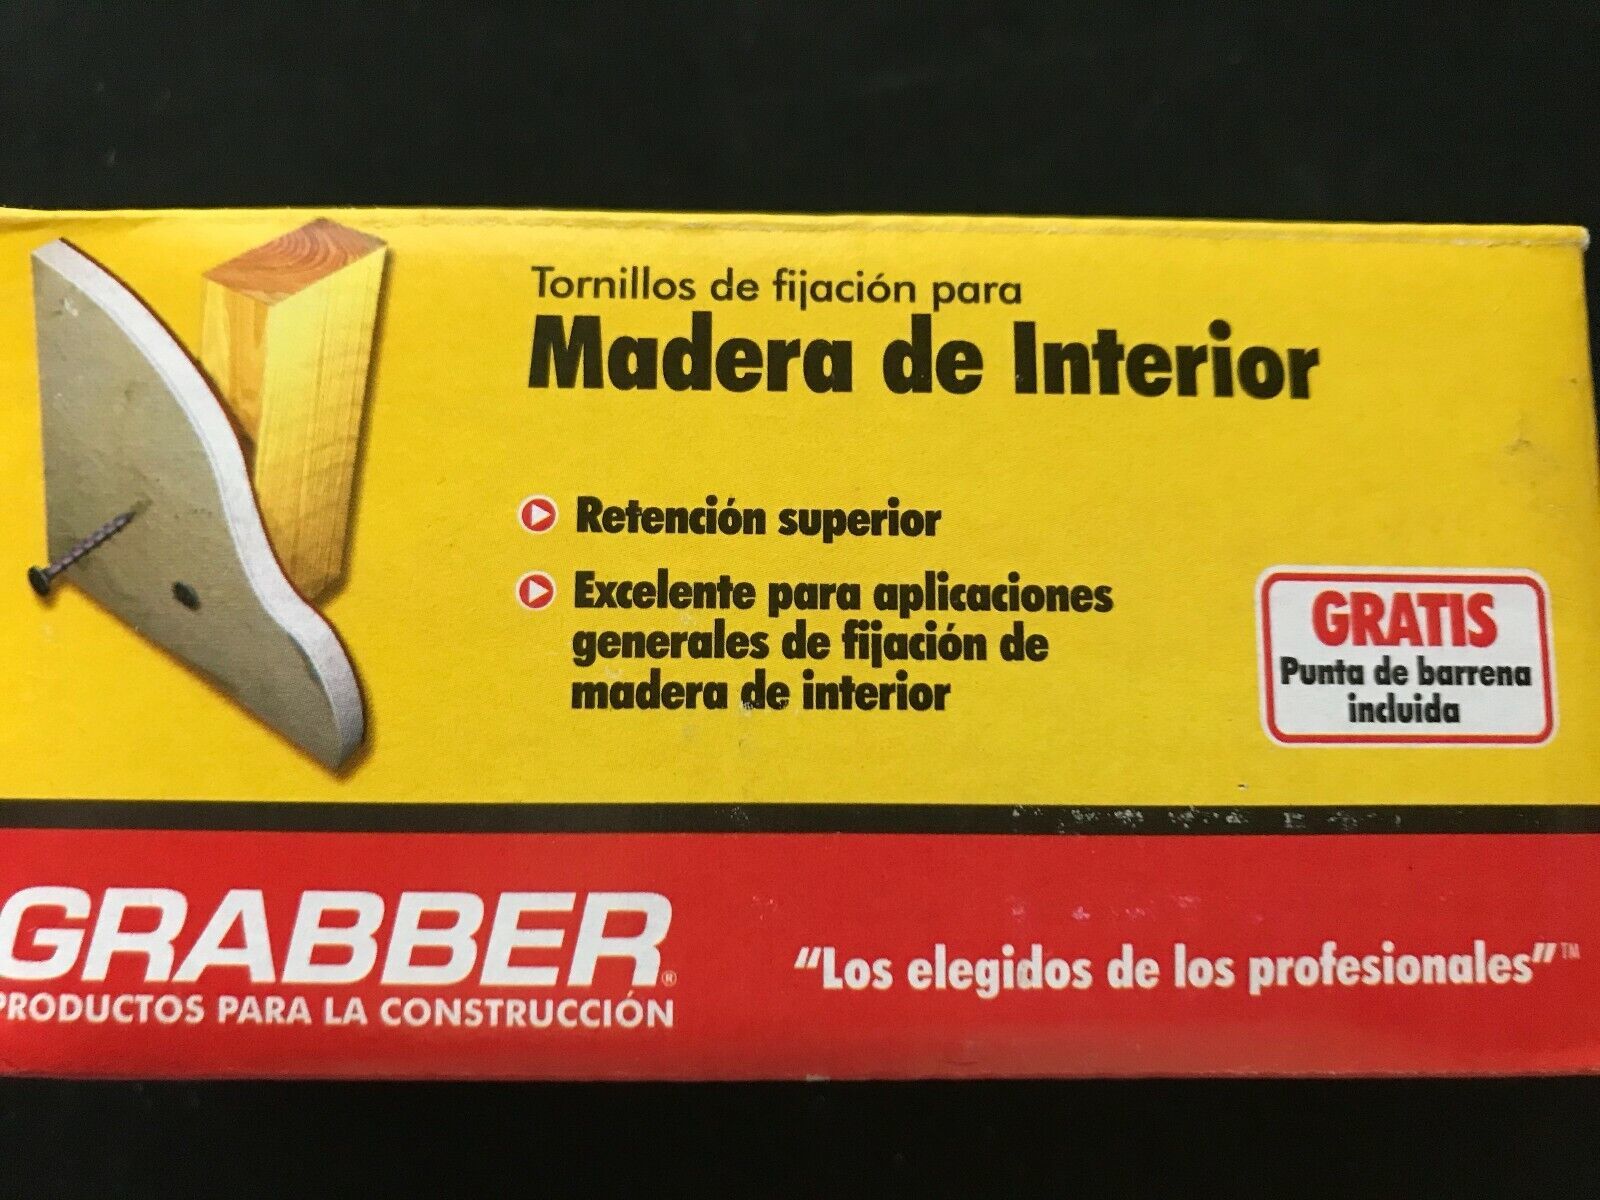 Tornillos de fijación para
Madera de Interior
Retención superior
Excelente para aplicaciones
generales de fijación de
madera de interior
GRATIS
Punta de barrena
incluida
GRABBER®
PRODUCTOS PARA LA CONSTRUCCIÓN
"Los elegidos de los profesionales"™